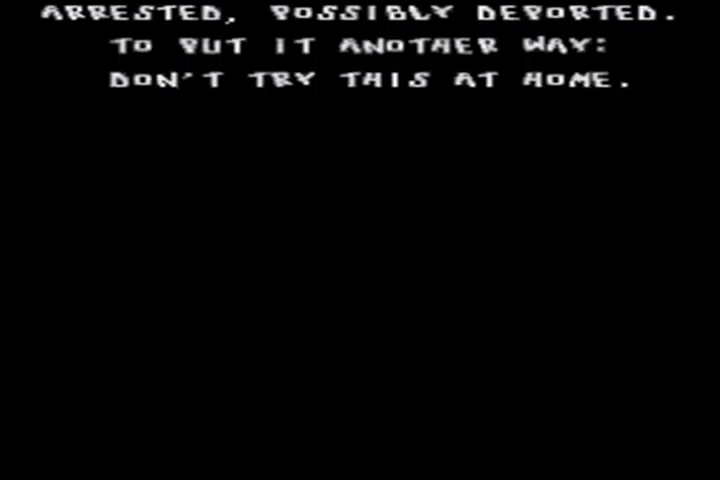 ARRESTED, POSSIBLY DEPORTED.
TO PUT IT ANOTHER WAY:
DON'T TRY THIS AT HOME.